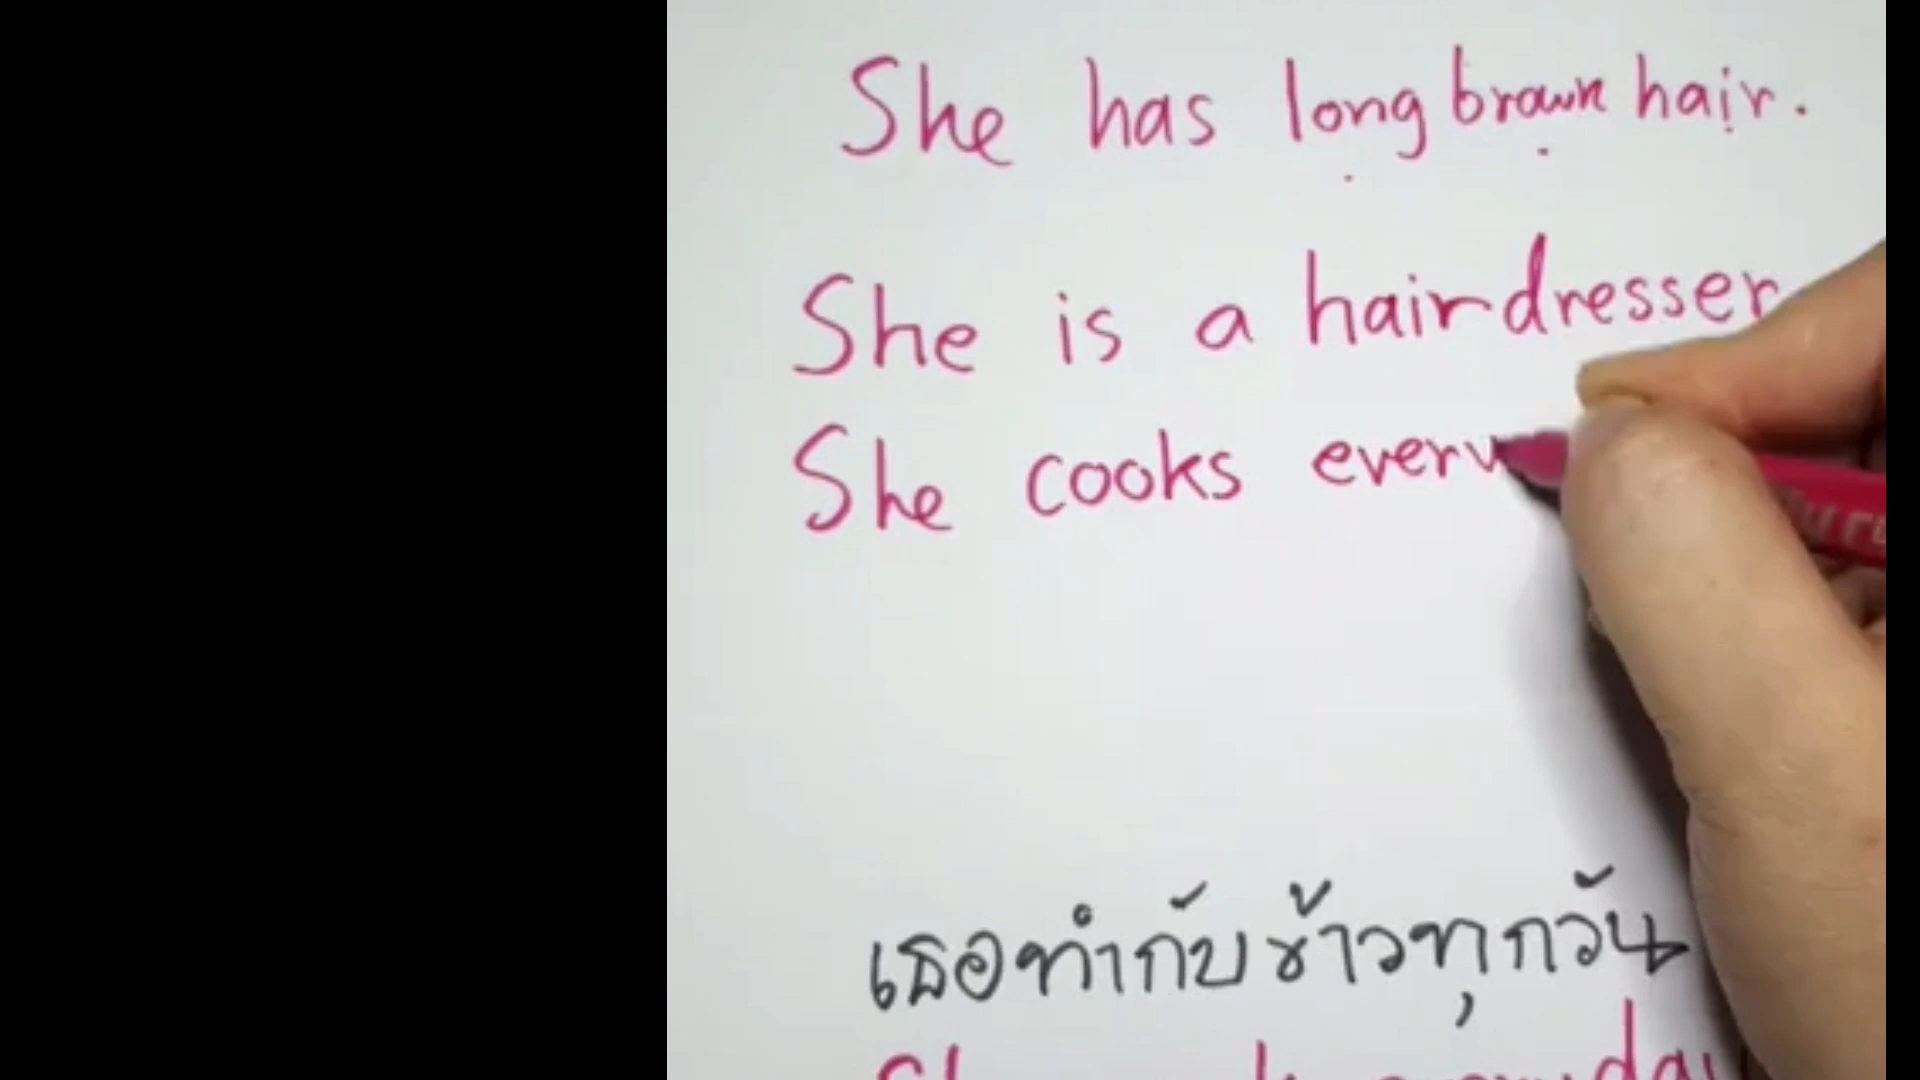 She has long brown hair.
She is a hairdresser
She cooks every
เธอทำกับข้าวทุกวัน